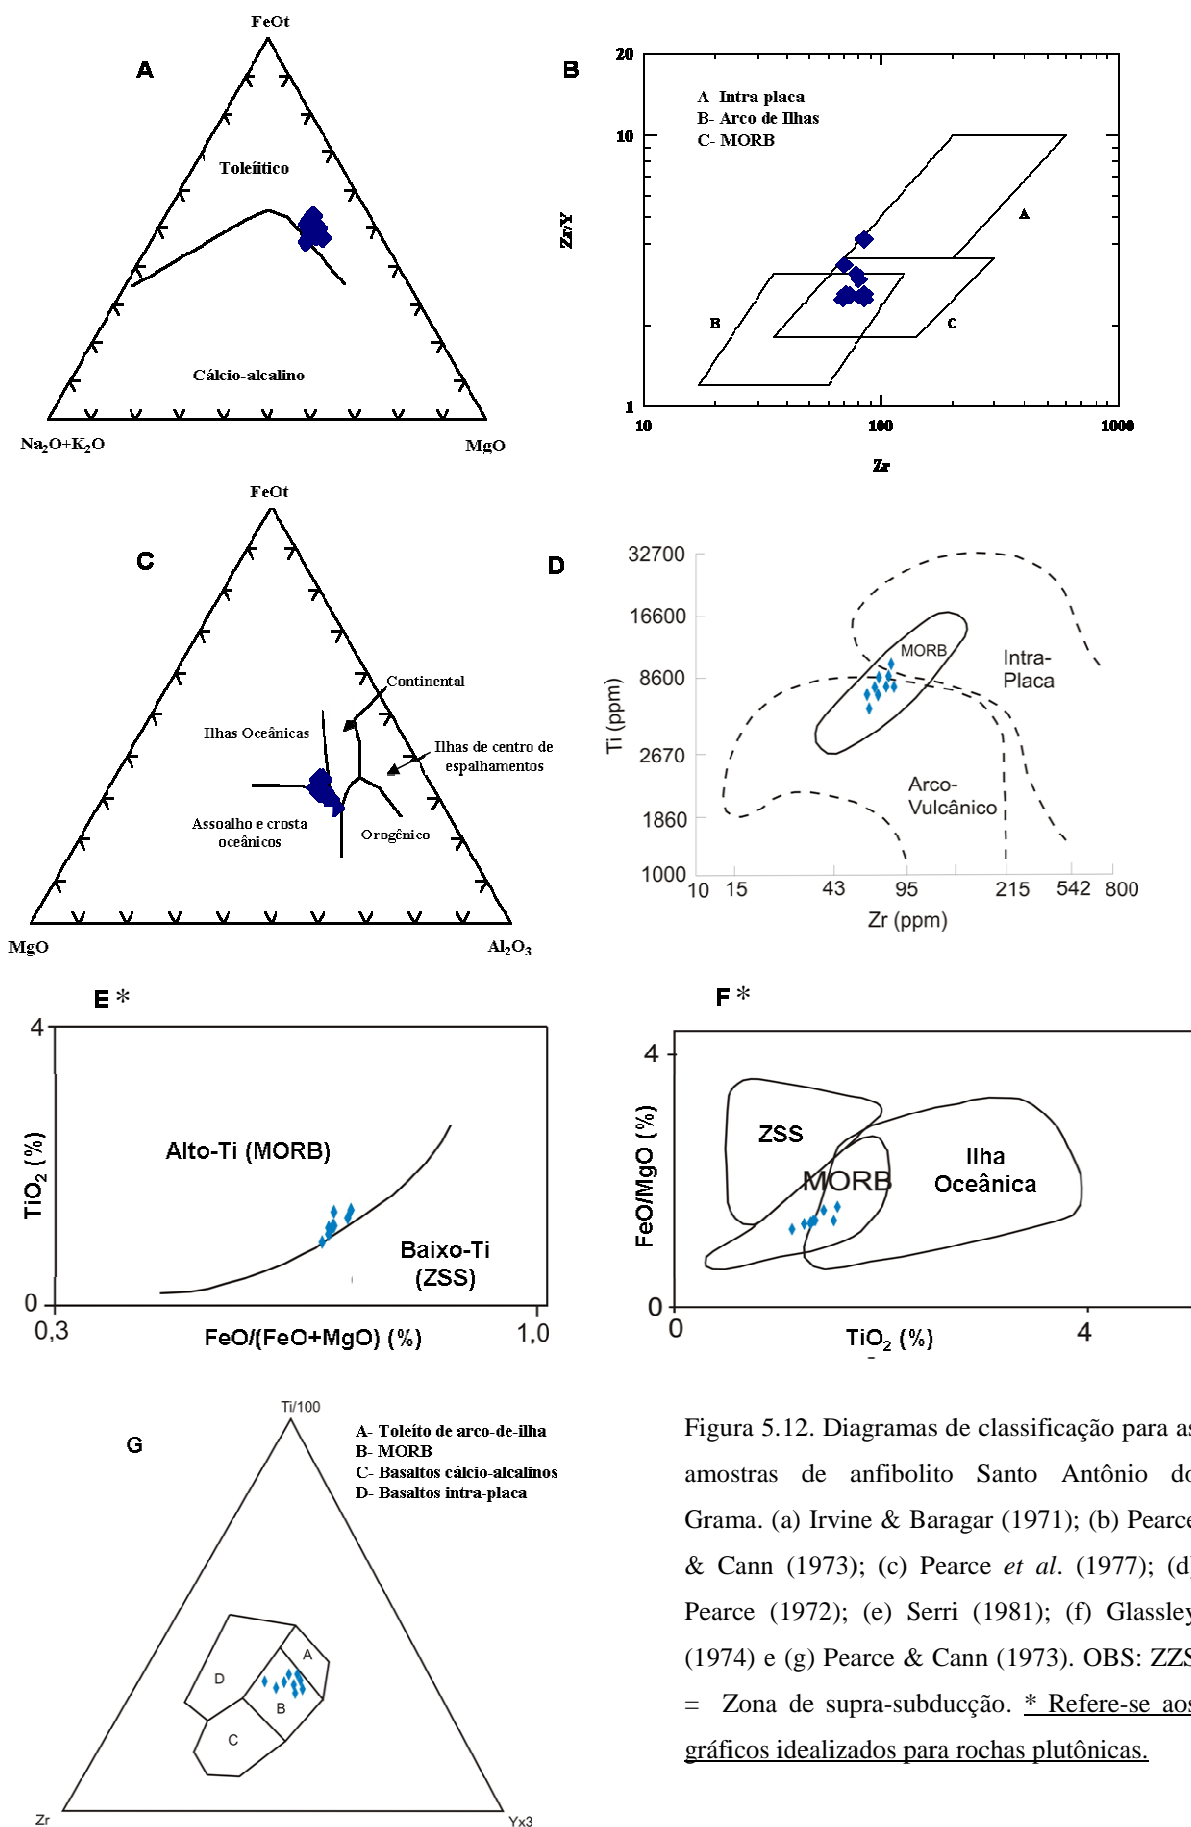 FeOt
A
Toleiítico
Cálcio-alcalino
Na₂O+K₂O
MgO
B
20
A Intra placa
B- Arco de Ilhas
C- MORB
10
Zr/Y
A
B
C
1
10
100
1000
Zr
FeOt
C
Continental
Ilhas Oceânicas
Ilhas de centro de
espalhamentos
Assoalho e crosta
oceânicos
Orogênico
MgO
Al₂O₃
D
32700
16600
8600
2670
1860
1000
Ti (ppm)
MORB
Intra-
Placa
Arco-
Vulcânico
10
15
43
95
215
542
800
Zr (ppm)
E *
4
TiO₂ (%)
Alto-Ti (MORB)
Baixo-Ti
(ZSS)
0
0,3
1,0
FeO/(FeO+MgO) (%)
F *
4
FeO/MgO (%)
ZSS
MORB
Ilha
Oceânica
0
0
4
TiO₂ (%)
Ti/100
G
A- Toleíto de arco-de-ilha
B- MORB
C- Basaltos cálcio-alcalinos
D- Basaltos intra-placa
A
D
B
C
Zr
Yx3
Figura 5.12. Diagramas de classificação para as
amostras de anfibolito Santo Antônio do
Grama. (a) Irvine & Baragar (1971); (b) Pearce
& Cann (1973); (c) Pearce et al. (1977); (d)
Pearce (1972); (e) Serri (1981); (f) Glassley
(1974) e (g) Pearce & Cann (1973). OBS: ZZS
= Zona de supra-subducção. * Refere-se aos
gráficos idealizados para rochas plutônicas.